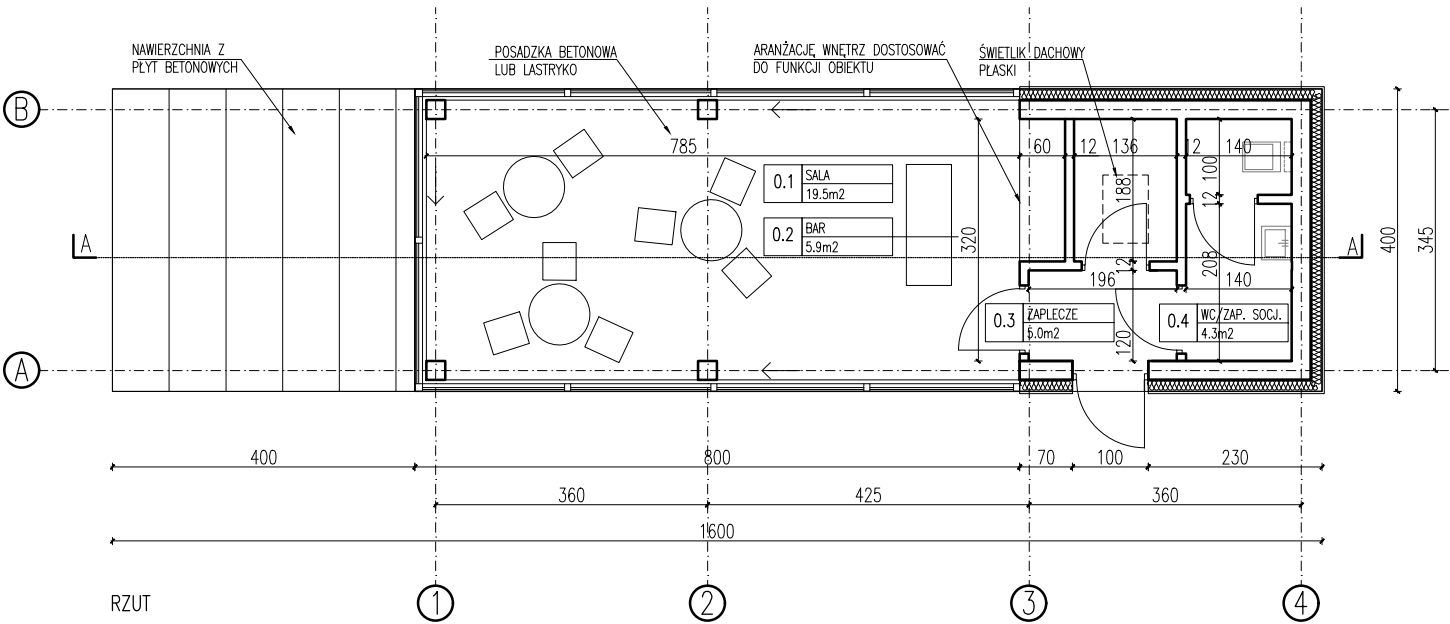 NAWIERZCHNIA Z
PŁYT BETONOWYCH
POSADZKA BETONOWA
LUB LASTRYKO
ARANŻACJĘ WNĘTRZ DOSTOSOWAĆ
DO FUNKCJI OBIEKTU
ŚWIETLIK DACHOWY
PŁASKI
B
785
60
12
136
12
140
0.1
SALA
19.5m2
188
100
12
0.2
BAR
5.9m2
320
A
A
400
345
12
208
196
140
0.3
ZAPLECZE
5.0m2
0.4
WC/ZAP. SOCJ.
4.3m2
120
A
400
800
70
100
230
360
425
360
1600
RZUT
1
2
3
4